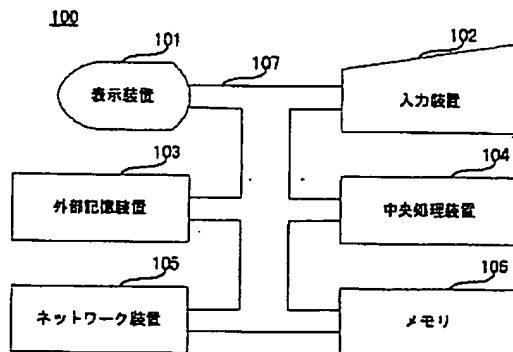 100
101
107
102
表示装置
入力装置
103
104
外部記憶装置
中央処理装置
105
106
ネットワーク装置
メモリ